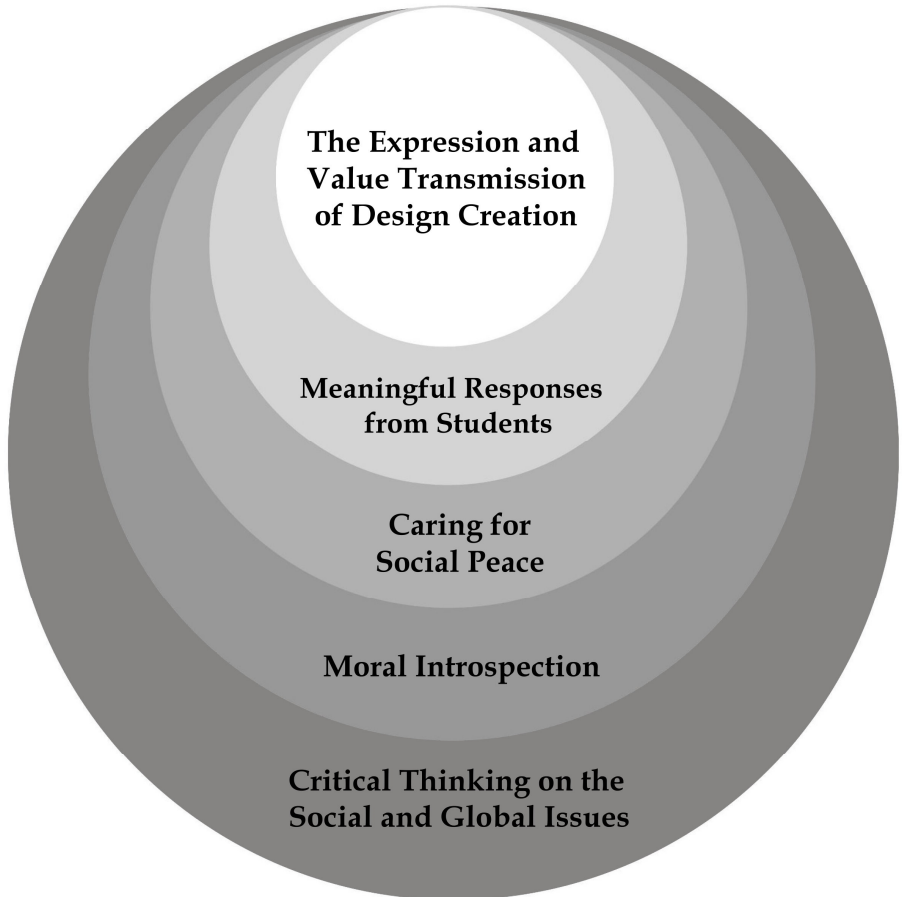 The Expression and
Value Transmission
of Design Creation
Meaningful Responses
from Students
Caring for
Social Peace
Moral Introspection
Critical Thinking on the
Social and Global Issues